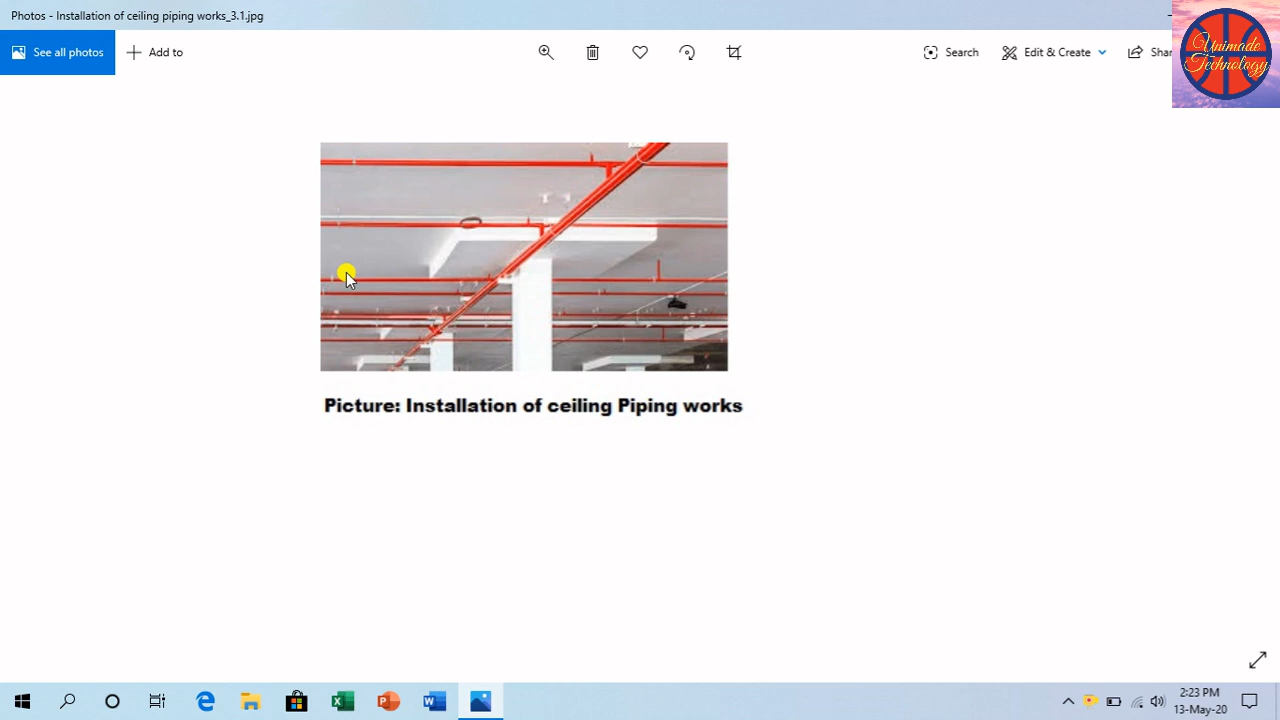 Photos - Installation of ceiling piping works_3.1.jpg
See all photos
Add to
Search
Edit & Create
Shar
Unimade
Technology
Picture: Installation of ceiling Piping works
2:23 PM
13-May-20